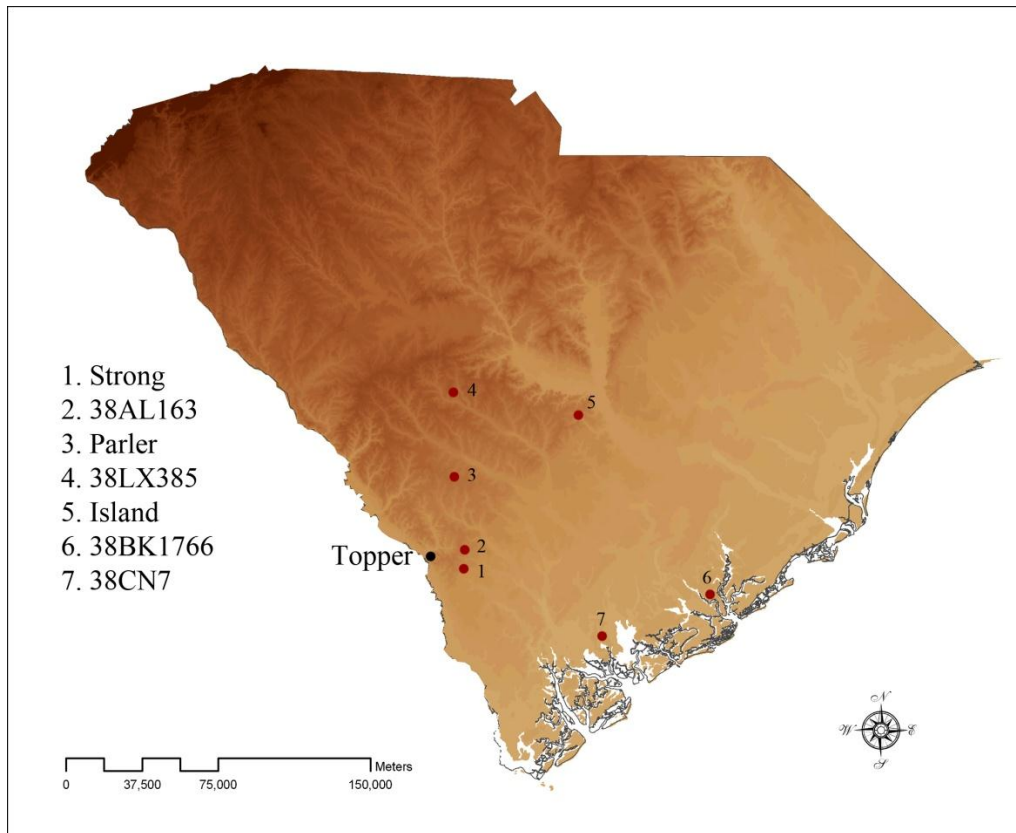 4
5
1. Strong
2. 38AL163
3. Parler
4. 38LX385
5. Island
6. 38BK1766
7. 38CN7
3
Topper
2
1
6
7
N
W E
S
Meters
0 37,500 75,000 150,000